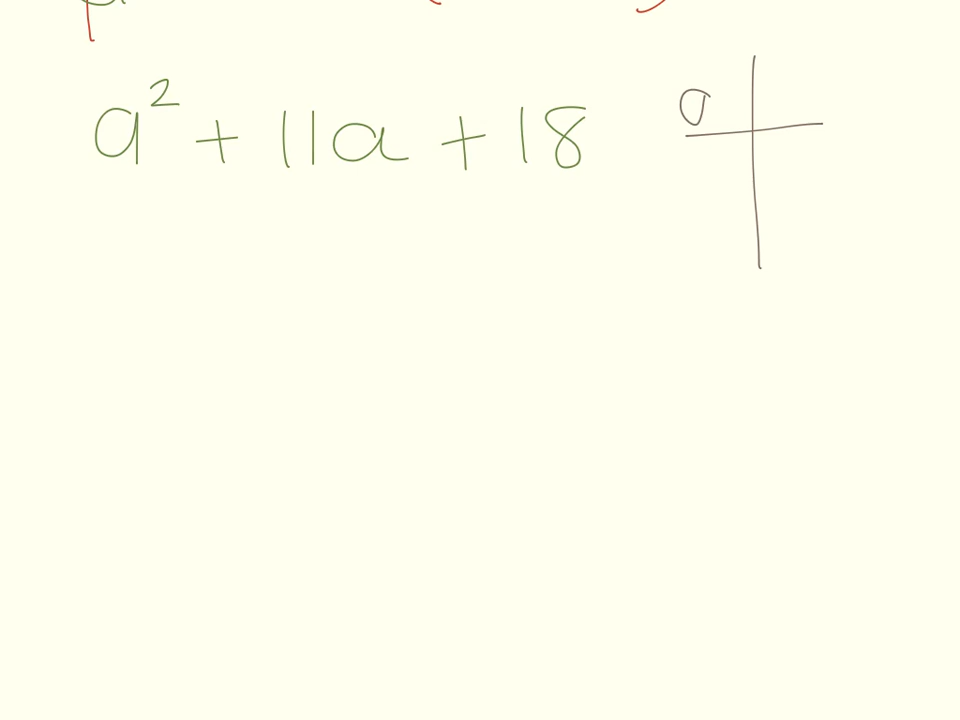 a² + 11a + 18 a